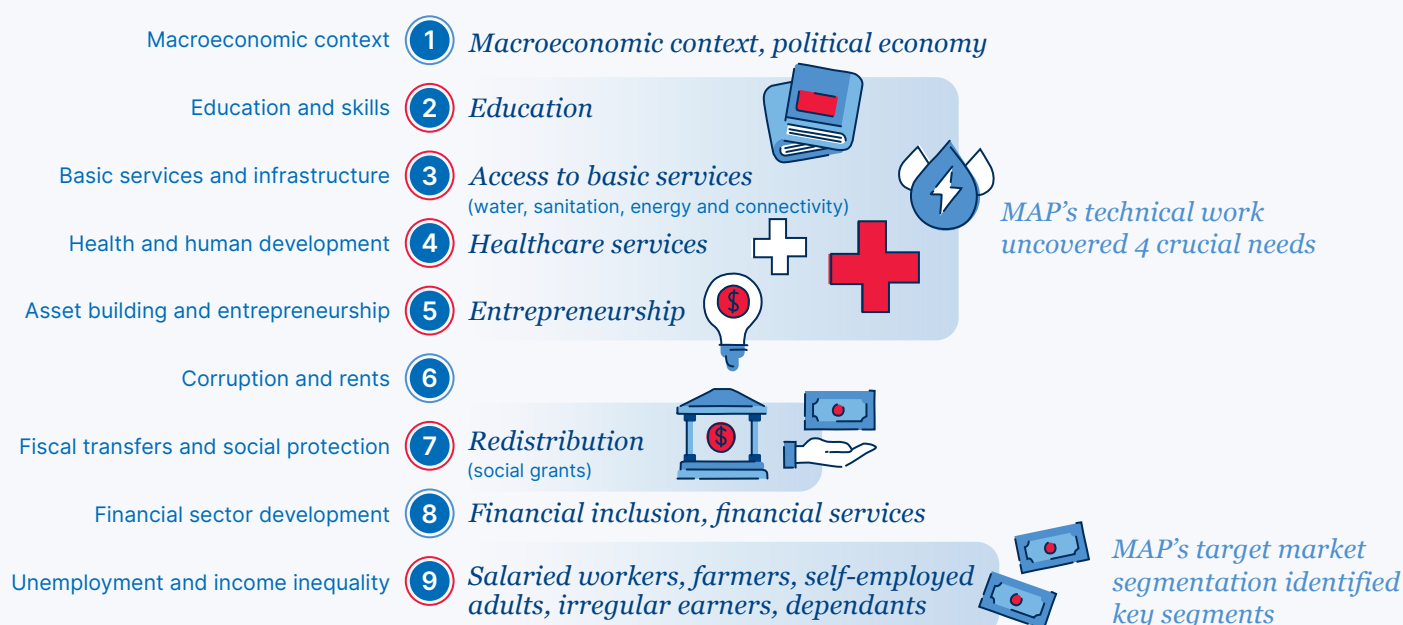 Macroeconomic context 1 Macroeconomic context, political economy
Education and skills 2 Education
Basic services and infrastructure 3 Access to basic services
(water, sanitation, energy and connectivity)
MAP's technical work
uncovered 4 crucial needs
Health and human development 4 Healthcare services
Asset building and entrepreneurship 5 Entrepreneurship
$
Corruption and rents 6
Fiscal transfers and social protection 7 Redistribution
(social grants)
$
Financial sector development 8 Financial inclusion, financial services
Unemployment and income inequality 9 Salaried workers, farmers, self-employed
adults, irregular earners, dependants
MAP's target market
segmentation identified
key segments